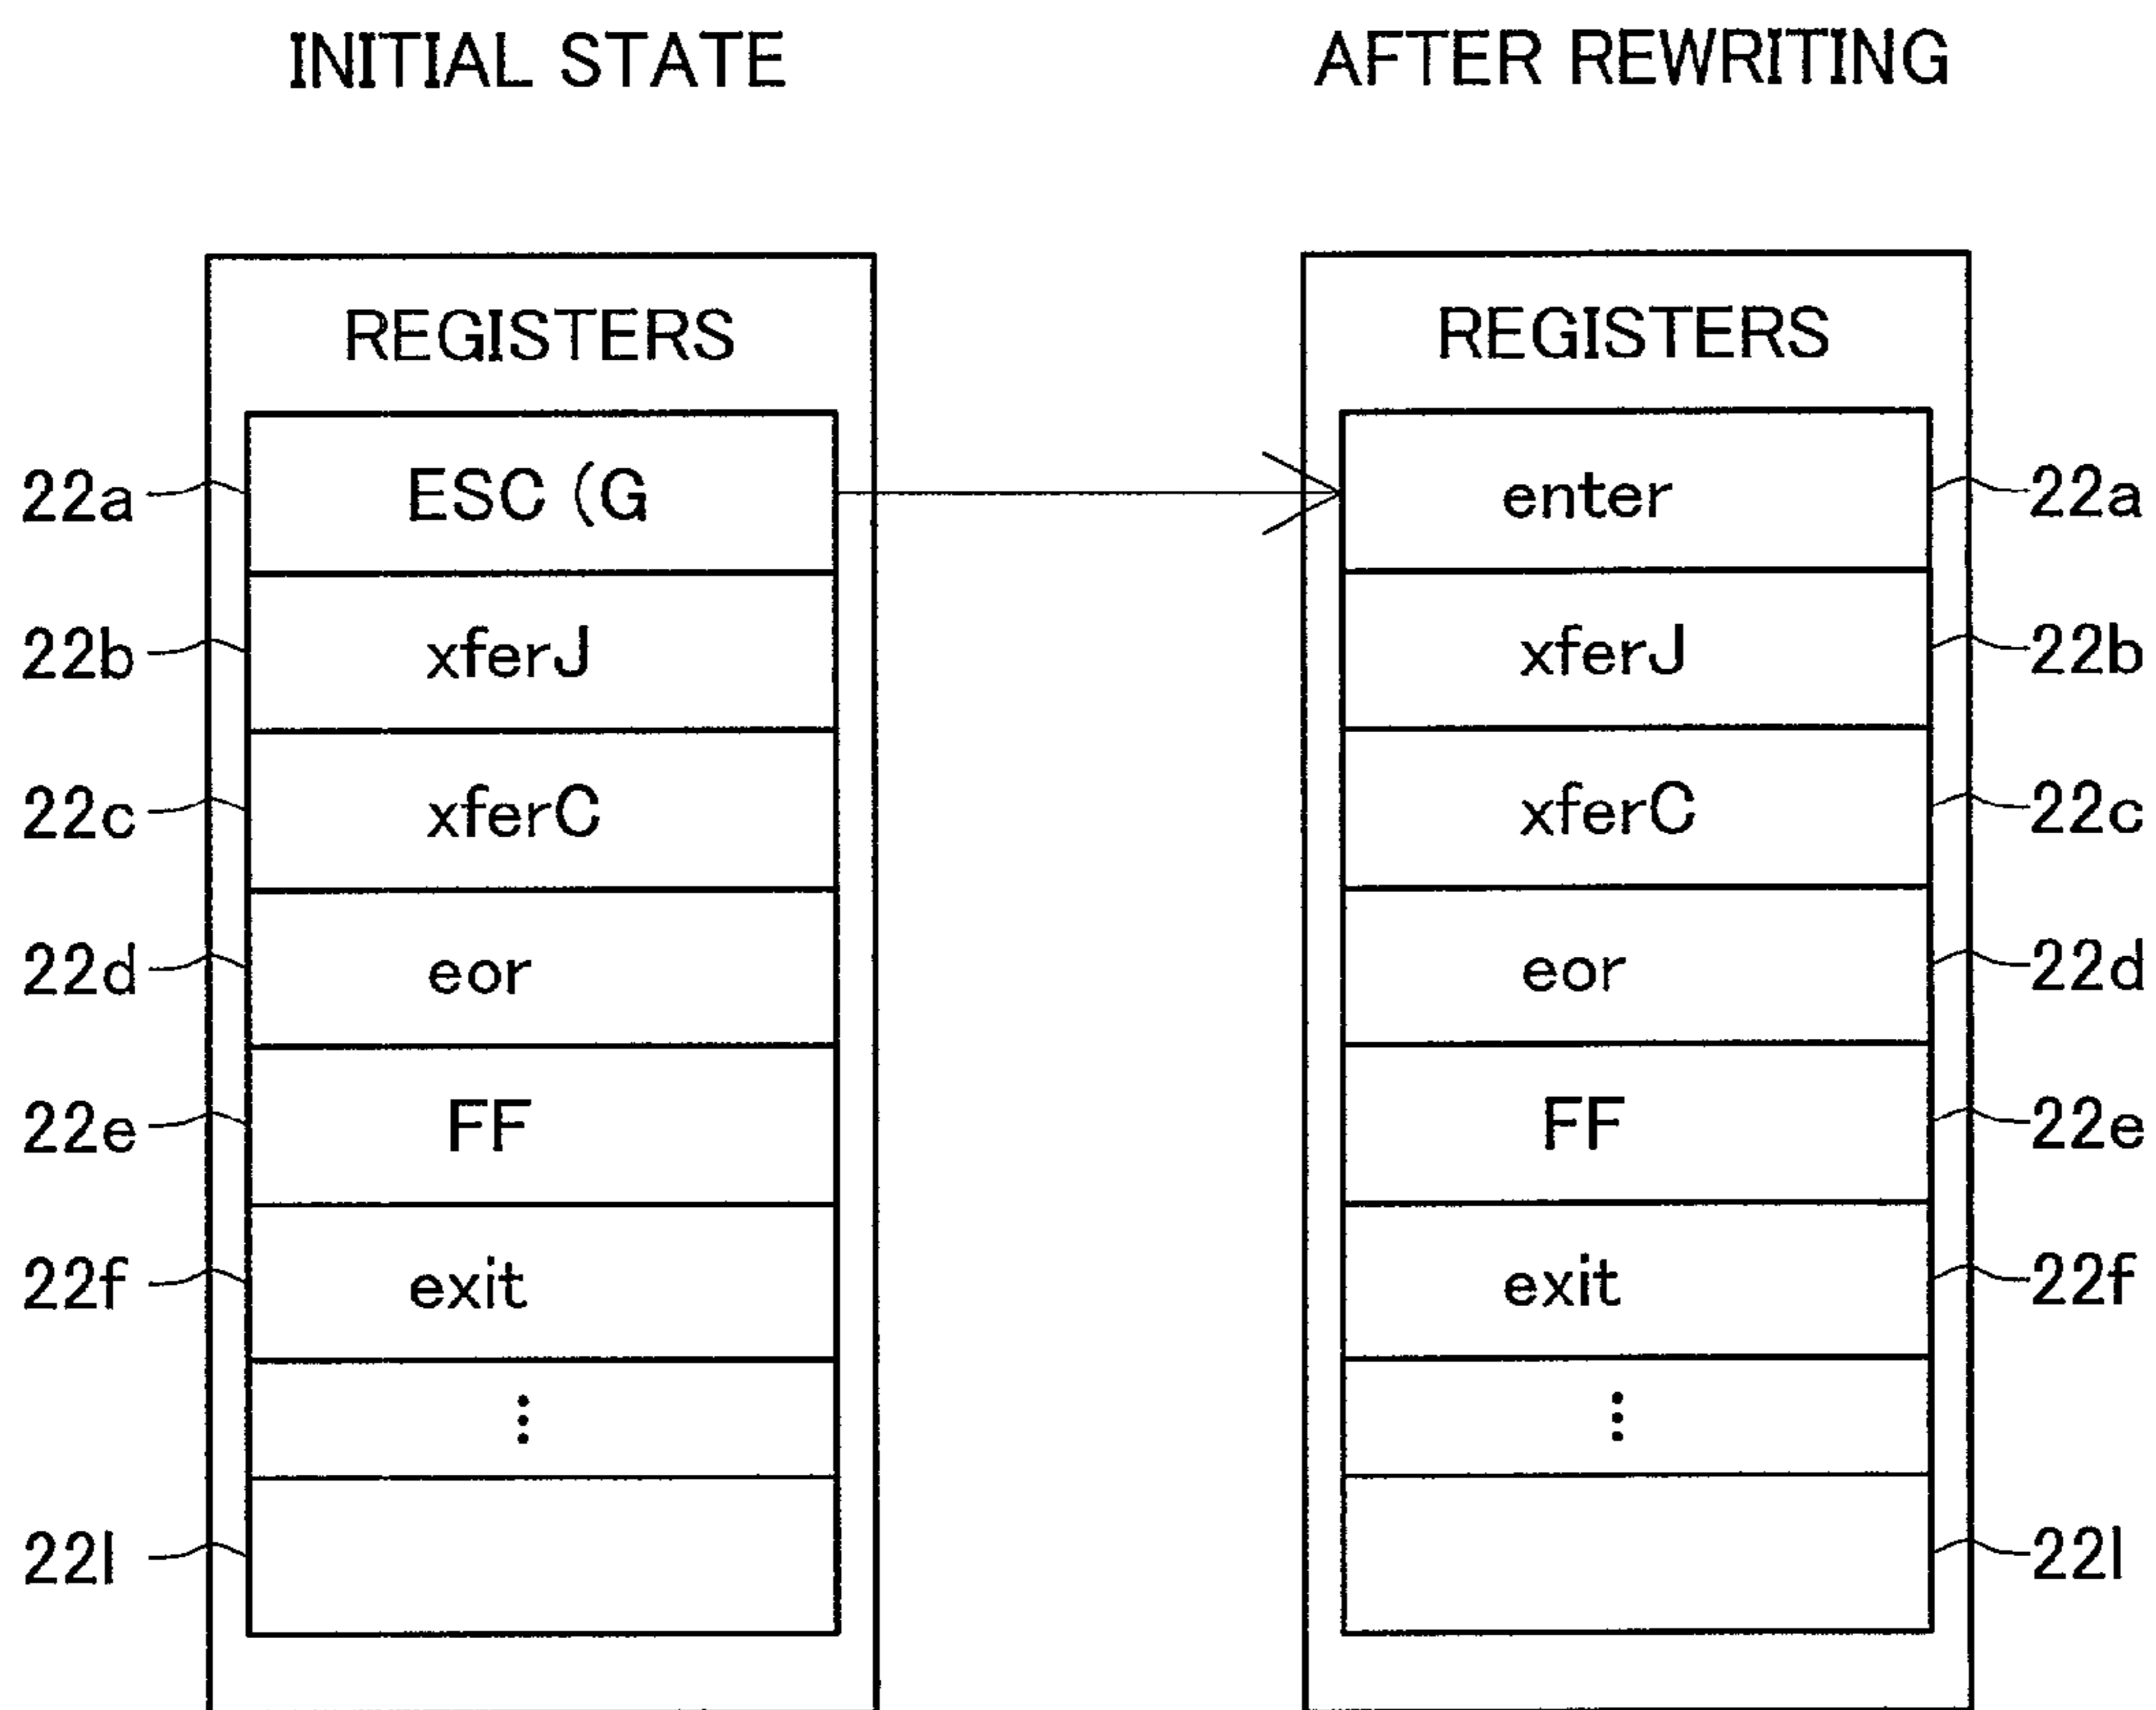 INITIAL STATE    AFTER REWRITING
REGISTERS    REGISTERS
22a    ESC (G    enter    22a
22b    xferJ    xferJ    22b
22c    xferC    xferC    22c
22d    eor    eor    22d
22e    FF    FF    22e
22f    exit    exit    22f
⋮    ⋮
22l    22l